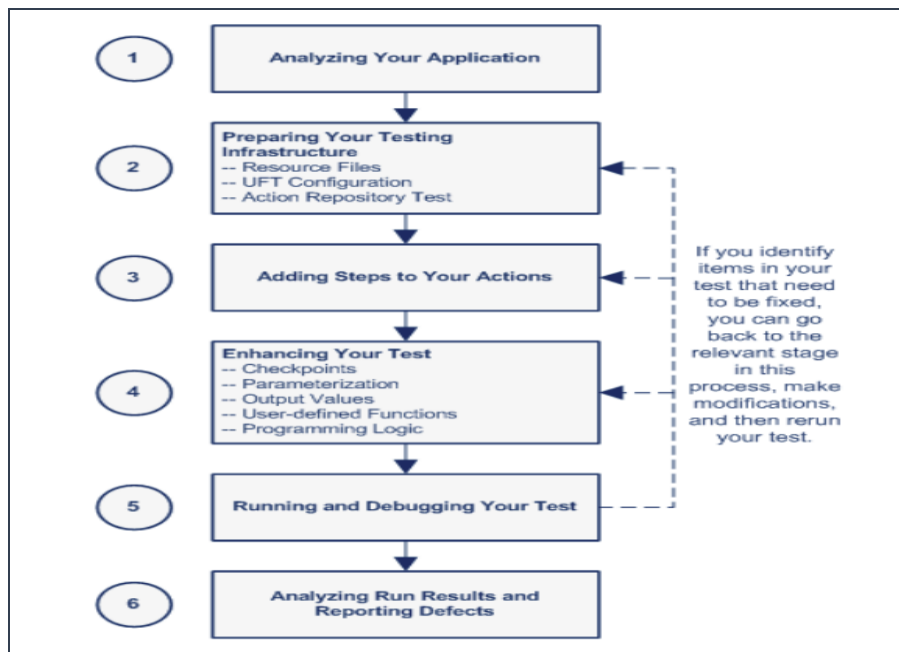 1
Analyzing Your Application
2
Preparing Your Testing
Infrastructure
-- Resource Files
-- UFT Configuration
-- Action Repository Test
3
Adding Steps to Your Actions
4
Enhancing Your Test
-- Checkpoints
-- Parameterization
-- Output Values
-- User-defined Functions
-- Programming Logic
5
Running and Debugging Your Test
6
Analyzing Run Results and
Reporting Defects
If you identify
items in your
test that need
to be fixed,
you can go
back to the
relevant stage
in this
process, make
modifications,
and then rerun
your test.